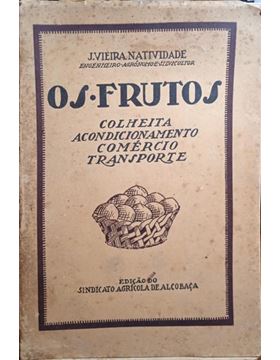 J. VIEIRA NATIVIDADE
ENGENHEIRO-AGRÓNOMO E SILVICULTOR
OS·FRUTOS
COLHEITA
ACONDICIONAMENTO
COMÉRCIO
TRANSPORTE
EDIÇÃO DO
SINDICATO AGRÍCOLA DE ALCOBAÇA